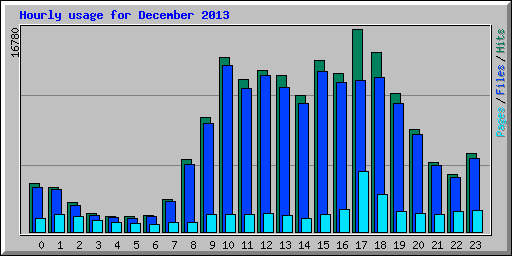 Hourly usage for December 2013
16780
Pages / Files / Hits
0 1 2 3 4 5 6 7 8 9 10 11 12 13 14 15 16 17 18 19 20 21 22 23